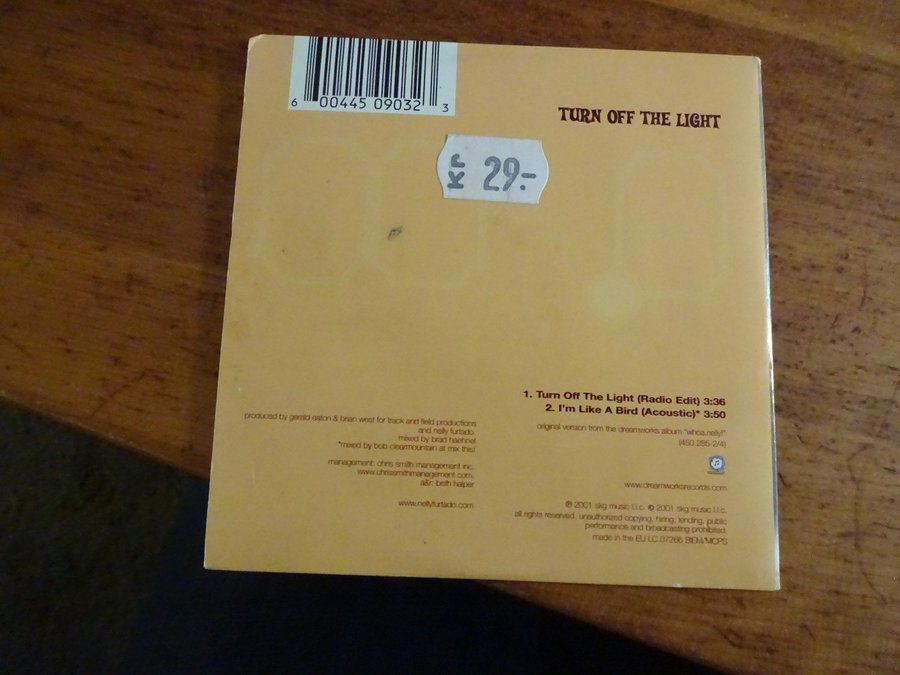 6 00445 09032 3
TURN OFF THE LIGHT
Kr 29.-
1. Turn Off The Light (Radio Edit) 3:36
2. I'm Like A Bird (Acoustic)* 3:50
original version from the dreamworks album "whoa,nelly!"
(450 285-2/4)
produced by gerald eaton & brian west for track and field productions
and nelly furtado.
mixed by brad haehnel
*mixed by bob clearmountain at mix this!
management: chris smith management inc.
www.chrissmithmanagement.com.
a&r: beth halper
www.nellyfurtado.com
www.dreamworksrecords.com
℗ 2001 skg music l.l.c. © 2001 skg music l.l.c.
all rights reserved. unauthorized copying, hiring, lending, public
performance and broadcasting prohibited.
made in the EU LC 07266 BIEM/MCPS